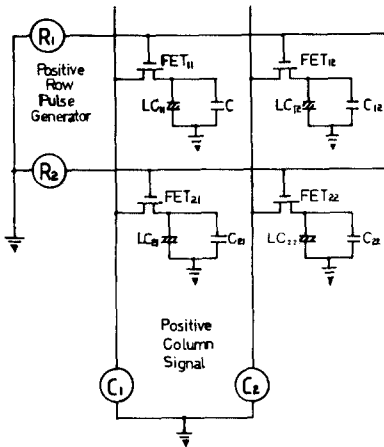 R1
FET11
FET12
Positive
Row
Pulse
Generator
LC11
C
LC12
C12
R2
FET21
FET22
LC21
C21
LC22
C22
Positive
Column
Signal
C1
C2